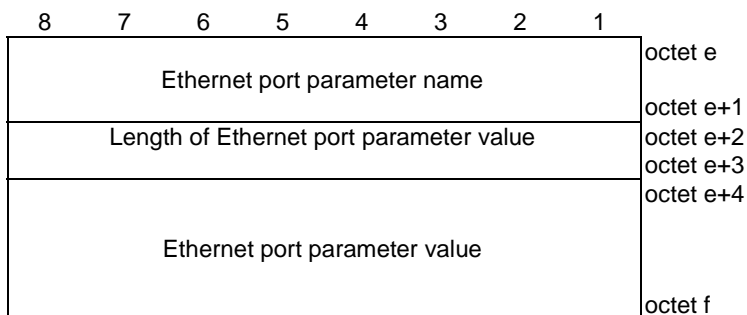 8 7 6 5 4 3 2 1
octet e
Ethernet port parameter name
octet e+1
Length of Ethernet port parameter value octet e+2
octet e+3
octet e+4
Ethernet port parameter value
octet f